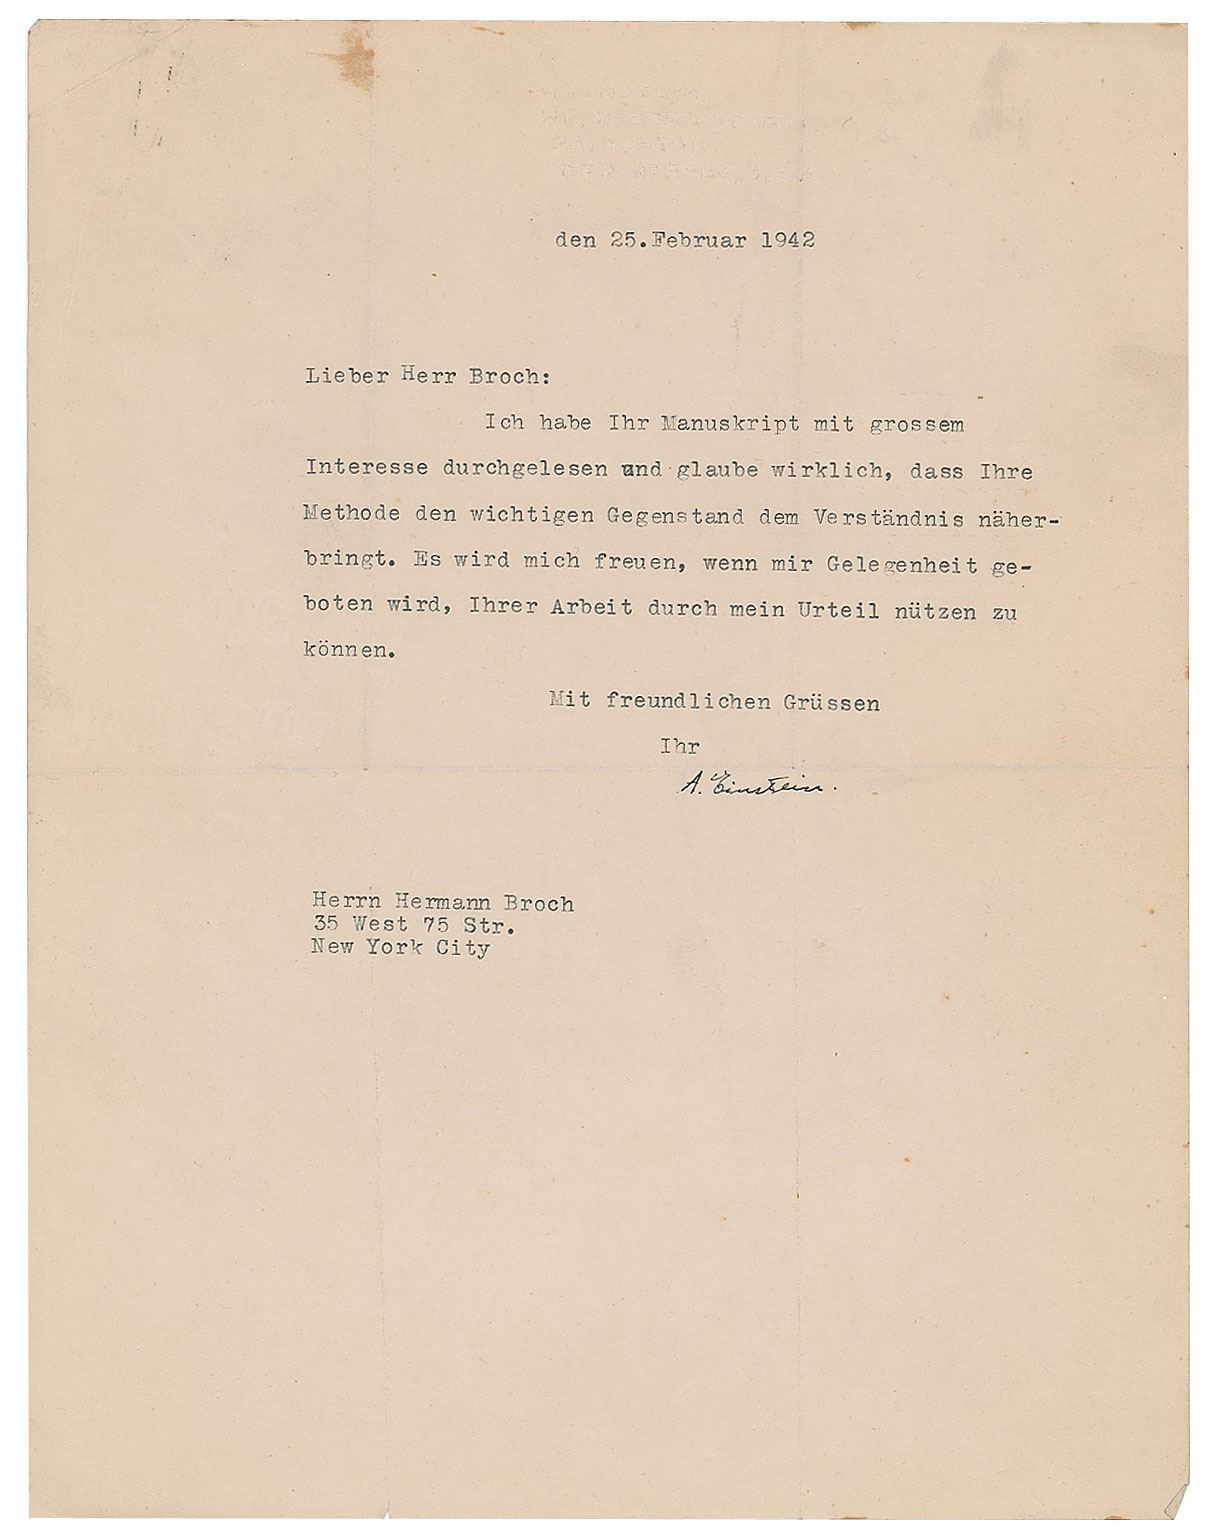 den 25.Februar 1942
Lieber Herr Broch:
Ich habe Ihr Manuskript mit grossem
Interesse durchgelesen und glaube wirklich, dass Ihre
Methode den wichtigen Gegenstand dem Verständnis näher-
bringt. Es wird mich freuen, wenn mir Gelegenheit ge-
boten wird, Ihrer Arbeit durch mein Urteil nützen zu
können.
Mit freundlichen Grüssen
Ihr
A. Einstein.
Herrn Hermann Broch
35 West 75 Str.
New York City